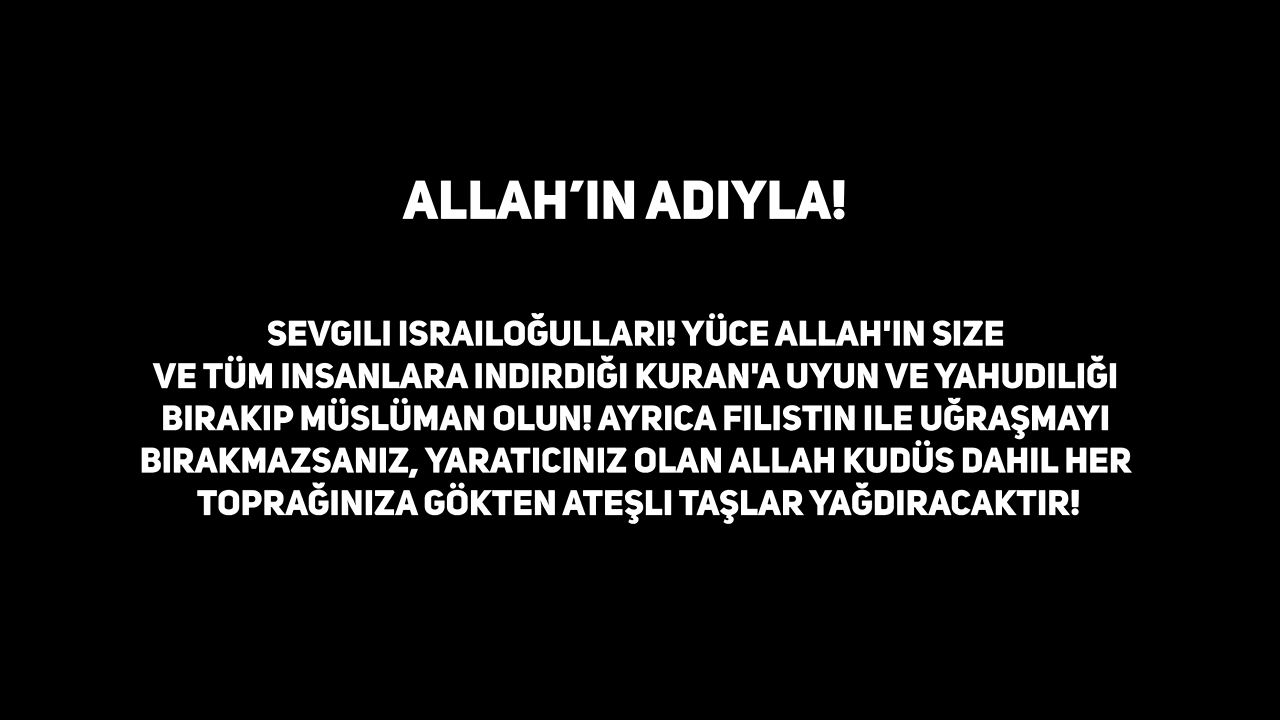 ALLAH’IN ADIYLA!
SEVGILI ISRAILOĞULLARI! YÜCE ALLAH'IN SIZE
VE TÜM INSANLARA INDIRDIĞI KURAN'A UYUN VE YAHUDILIĞI
BIRAKIP MÜSLÜMAN OLUN! AYRICA FILISTIN ILE UĞRAŞMAYI
BIRAKMAZSANIZ, YARATICINIZ OLAN ALLAH KUDÜS DAHIL HER
TOPRAĞINIZA GÖKTEN ATEŞLI TAŞLAR YAĞDIRACAKTIR!